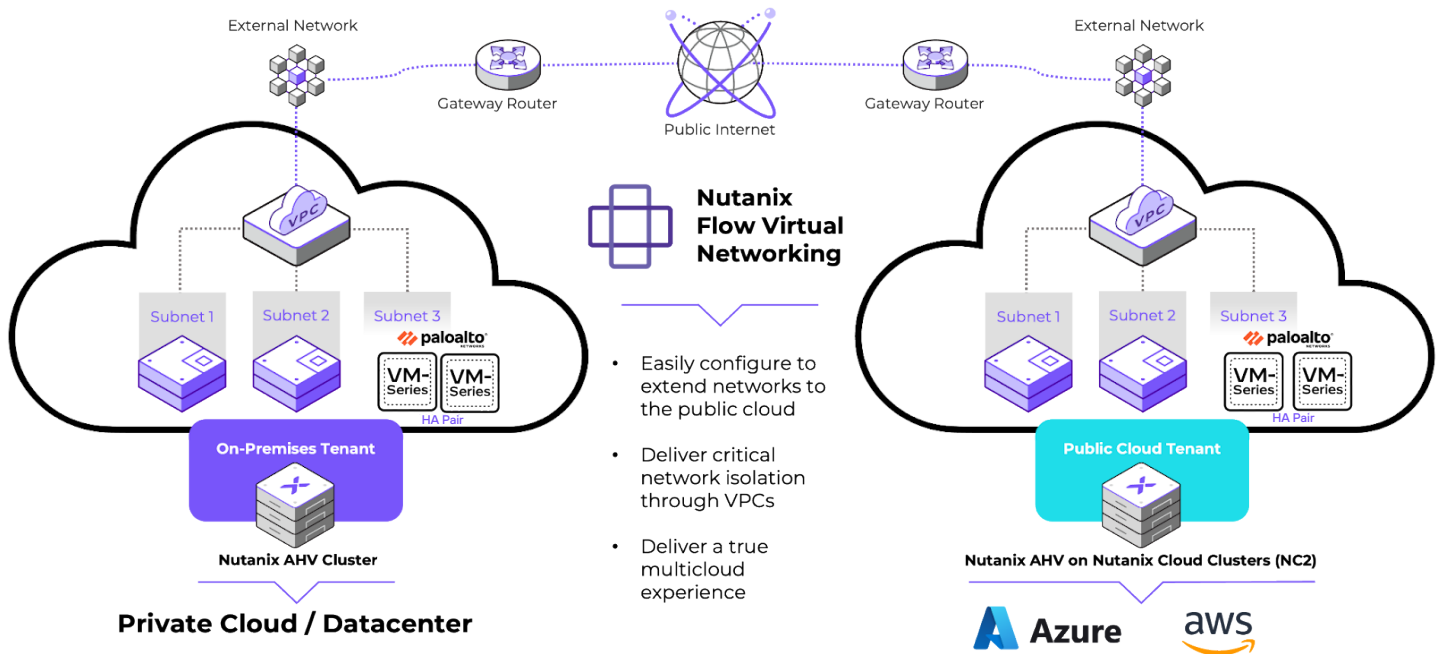 External Network
Gateway Router
Public Internet
Gateway Router
External Network
VPC
Subnet 1
Subnet 2
Subnet 3
paloalto
NETWORKS
VM-
Series
VM-
Series
HA Pair
On-Premises Tenant
Nutanix AHV Cluster
Private Cloud / Datacenter
Nutanix
Flow Virtual
Networking
• Easily configure to
extend networks to
the public cloud
• Deliver critical
network isolation
through VPCs
• Deliver a true
multicloud
experience
VPC
Subnet 1
Subnet 2
Subnet 3
paloalto
NETWORKS
VM-
Series
VM-
Series
HA Pair
Public Cloud Tenant
Nutanix AHV on Nutanix Cloud Clusters (NC2)
Azure
aws